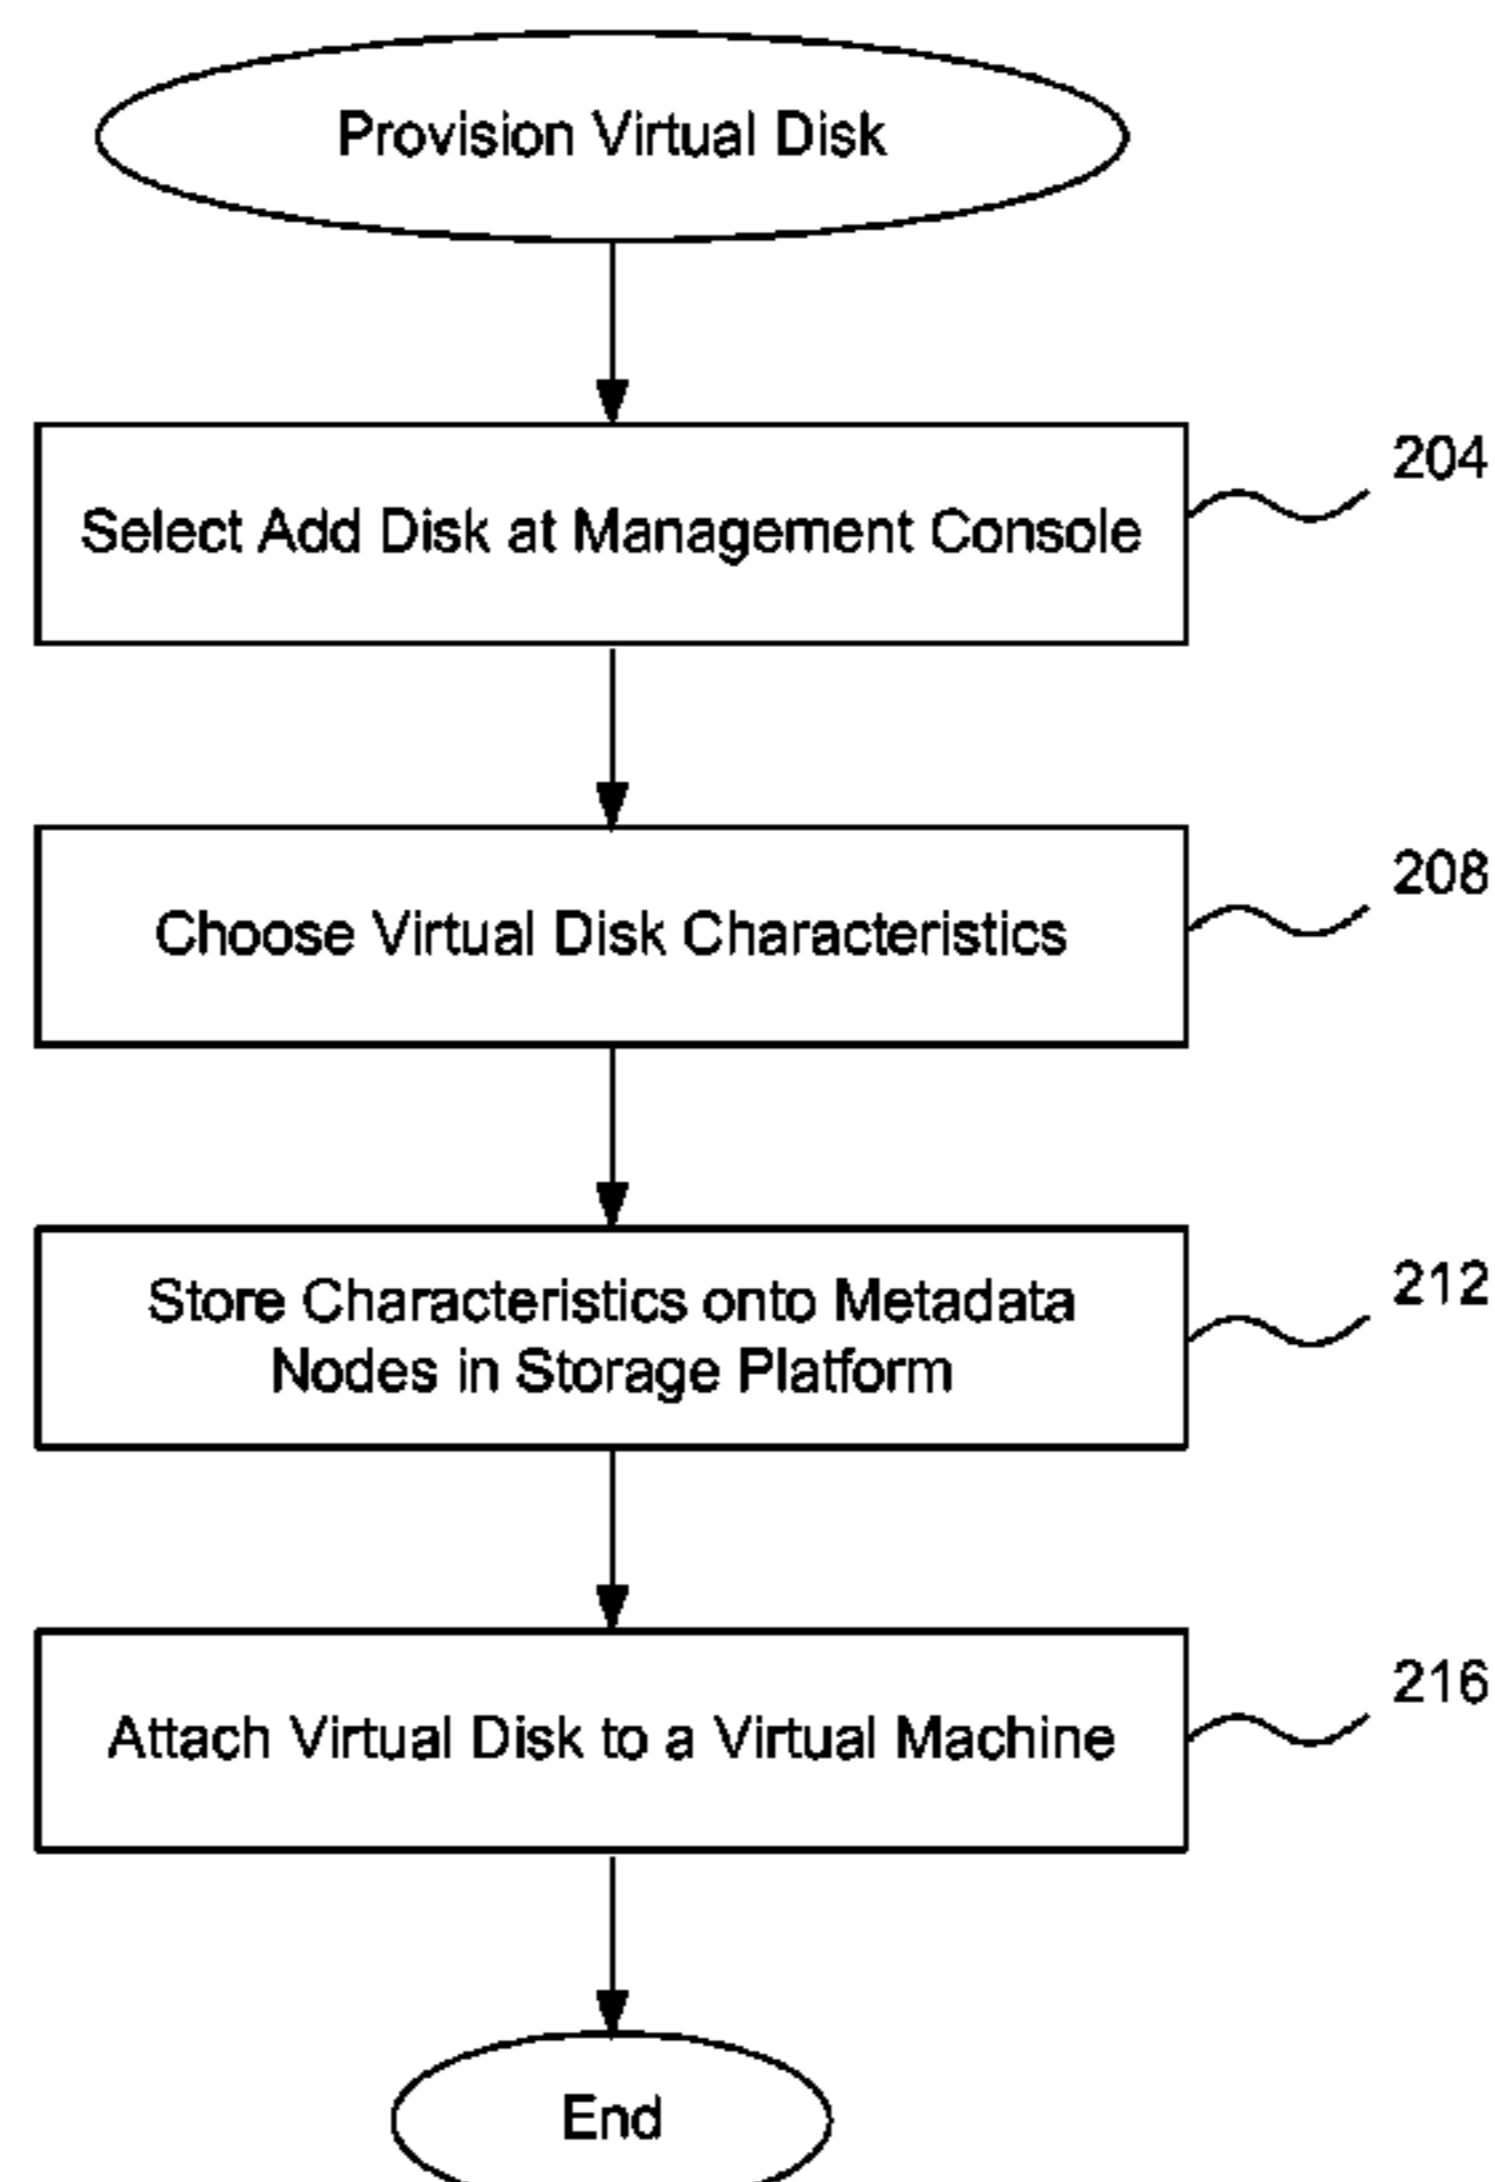 Provision Virtual Disk
204
Select Add Disk at Management Console
208
Choose Virtual Disk Characteristics
212
Store Characteristics onto Metadata
Nodes in Storage Platform
216
Attach Virtual Disk to a Virtual Machine
End